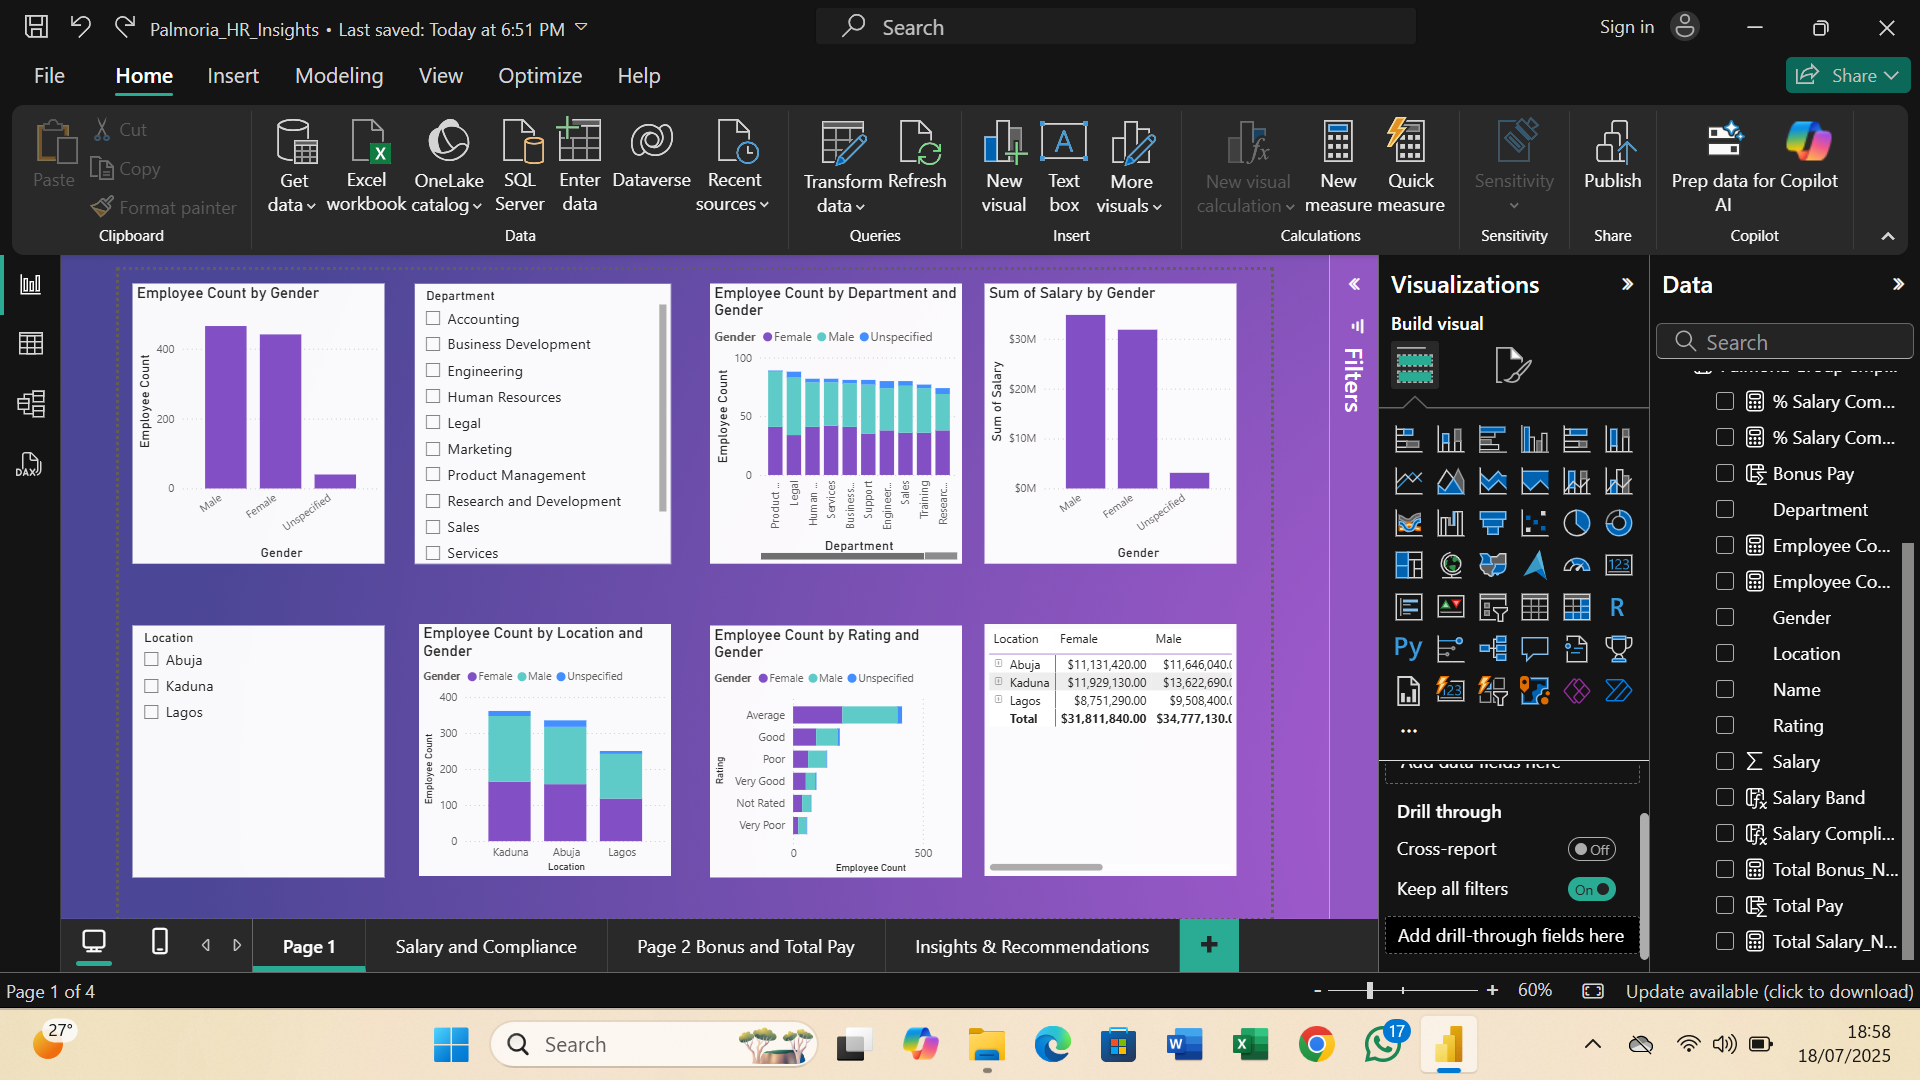 Palmoria_HR_Insights • Last saved: Today at 6:51 PM
Search
Sign in
File
Home
Insert
Modeling
View
Optimize
Help
Share
Paste
Cut
Copy
Format painter
Clipboard
Get data
Excel workbook
OneLake catalog
SQL Server
Enter data
Dataverse
Recent sources
Data
Transform data
Refresh
Queries
New visual
Text box
More visuals
Insert
New visual calculation
New measure
Quick measure
Calculations
Sensitivity
Sensitivity
Publish
Share
Prep data for AI
Copilot
Copilot
Employee Count by Gender
Employee Count
400
200
0
Male
Female
Unspecified
Gender
Department
Accounting
Business Development
Engineering
Human Resources
Legal
Marketing
Product Management
Research and Development
Sales
Services
Employee Count by Department and
Gender
Gender Female Male Unspecified
Employee Count
100
50
0
Product ...
Legal
Human ...
Services
Business...
Support
Engineer...
Sales
Training
Researc...
Department
Sum of Salary by Gender
Sum of Salary
$30M
$20M
$10M
$0M
Male
Female
Unspecified
Gender
Location
Abuja
Kaduna
Lagos
Employee Count by Location and
Gender
Gender Female Male Unspecified
Employee Count
400
300
200
100
0
Kaduna
Abuja
Lagos
Location
Employee Count by Rating and
Gender
Gender Female Male Unspecified
Rating
Average
Good
Poor
Very Good
Not Rated
Very Poor
0
500
Employee Count
Location Female Male
Abuja $11,131,420.00 $11,646,040.0
Kaduna $11,929,130.00 $13,622,690.0
Lagos $8,751,290.00 $9,508,400.0
Total $31,811,840.00 $34,777,130.0
Filters
Visualizations
Build visual
123
R
Py
123
...
Add data fields here
Drill through
Cross-report
Off
Keep all filters
On
Add drill-through fields here
Data
Search
% Salary Com...
% Salary Com...
Bonus Pay
Department
Employee Co...
Employee Co...
Gender
Location
Name
Rating
Salary
Salary Band
Salary Compli...
Total Bonus_N...
Total Pay
Total Salary_N...
DAX
Page 1
Salary and Compliance
Page 2 Bonus and Total Pay
Insights & Recommendations
+
Page 1 of 4
-
+
60%
Update available (click to download)
27°
Search
17
18:58
18/07/2025